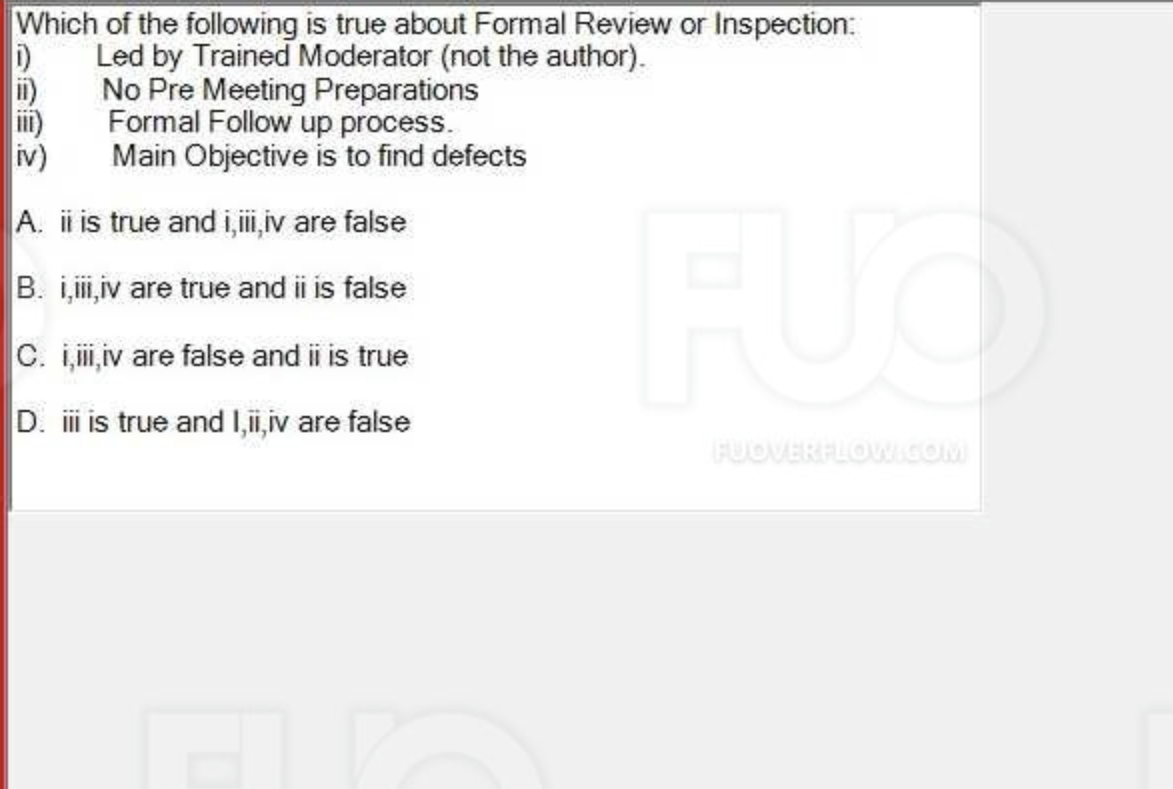 Which of the following is true about Formal Review or Inspection:
i) Led by Trained Moderator (not the author).
ii) No Pre Meeting Preparations
iii) Formal Follow up process.
iv) Main Objective is to find defects
A. ii is true and i,iii,iv are false
B. i,iii,iv are true and ii is false
C. i,iii,iv are false and ii is true
D. iii is true and I,ii,iv are false
FUO
FUOVERFLOW.COM
FUO